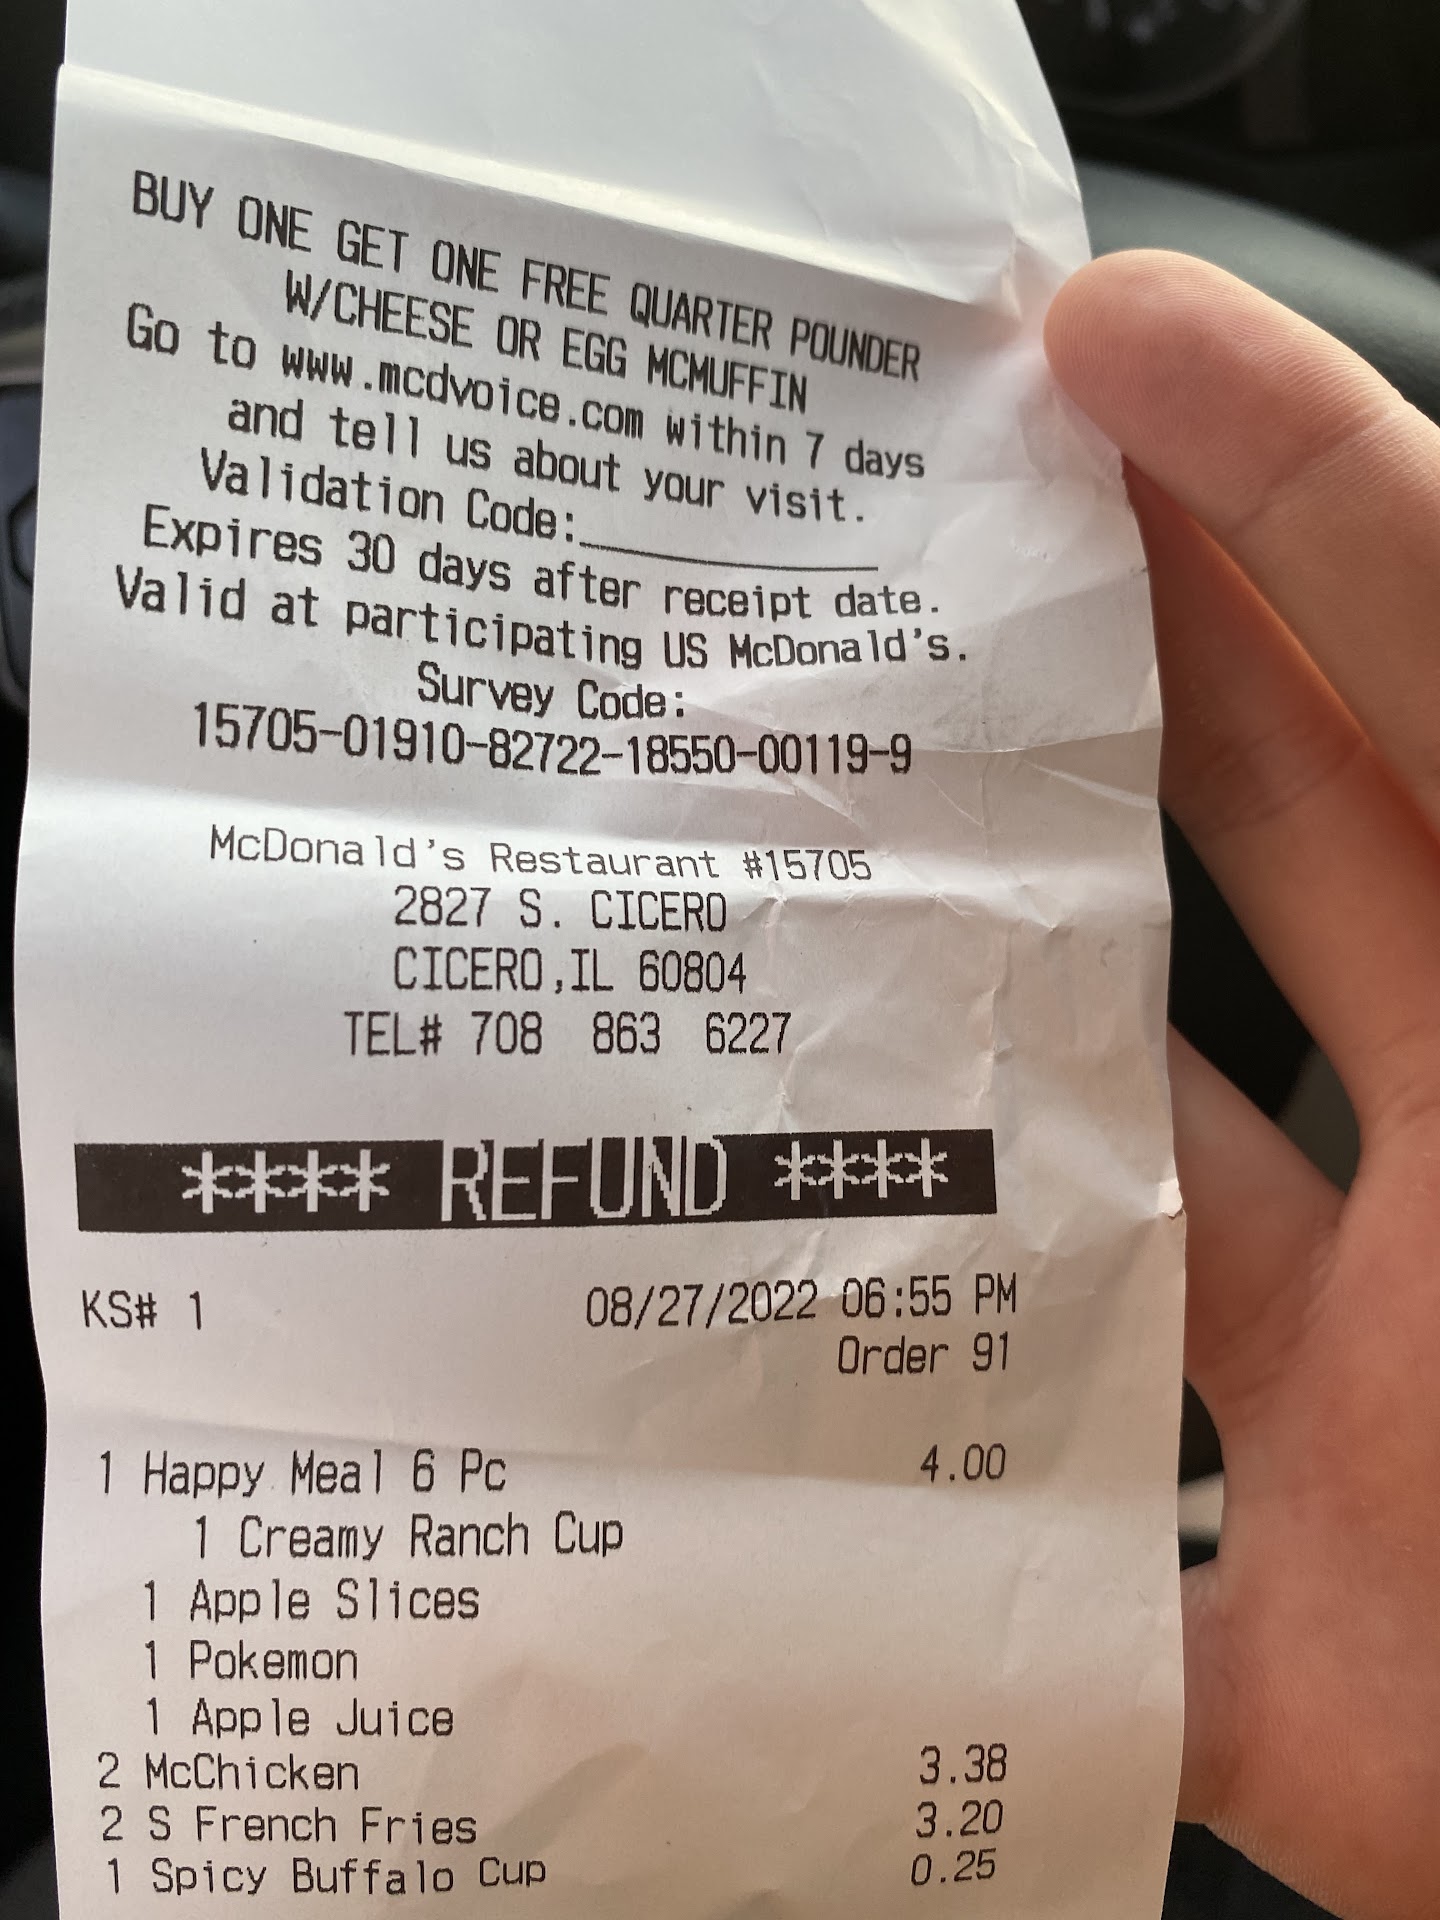 BUY ONE GET ONE FREE QUARTER POUNDER
W/CHEESE OR EGG MCMUFFIN
Go to www.mcdvoice.com within 7 days
and tell us about your visit.
Validation Code:____________
Expires 30 days after receipt date.
Valid at participating US McDonald's.
Survey Code:
15705-01910-82722-18550-00119-9
McDonald's Restaurant #15705
2827 S. CICERO
CICERO,IL 60804
TEL# 708 863 6227
**** REFUND ****
KS# 1 08/27/2022 06:55 PM
Order 91
1 Happy Meal 6 Pc 4.00
1 Creamy Ranch Cup
1 Apple Slices
1 Pokemon
1 Apple Juice
2 McChicken 3.38
2 S French Fries 3.20
1 Spicy Buffalo Cup 0.25